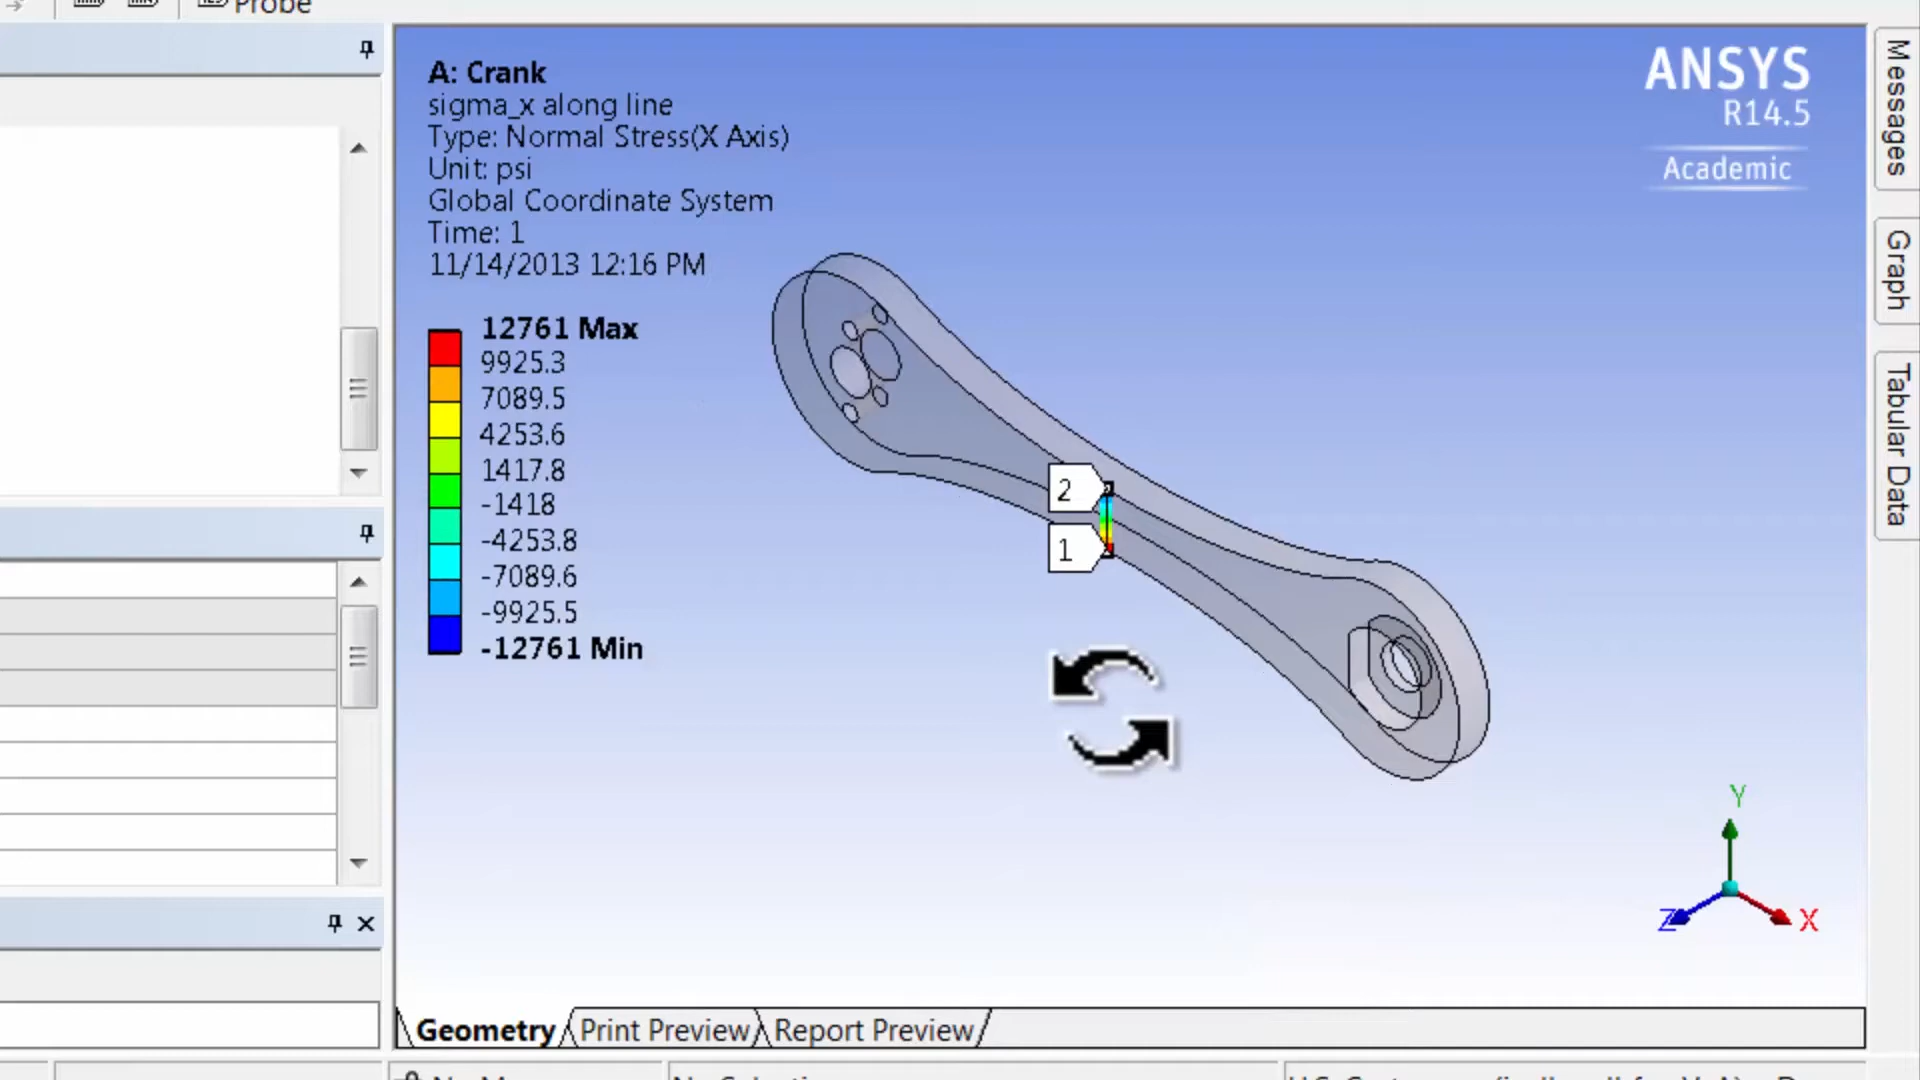 Probe
A: Crank
sigma_x along line
Type: Normal Stress(X Axis)
Unit: psi
Global Coordinate System
Time: 1
11/14/2013 12:16 PM
12761 Max
9925.3
7089.5
4253.6
1417.8
-1418
-4253.8
-7089.6
-9925.5
-12761 Min
ANSYS
R14.5
Academic
2
1
Y
Z
X
Messages
Graph
Tabular Data
Geometry
Print Preview
Report Preview